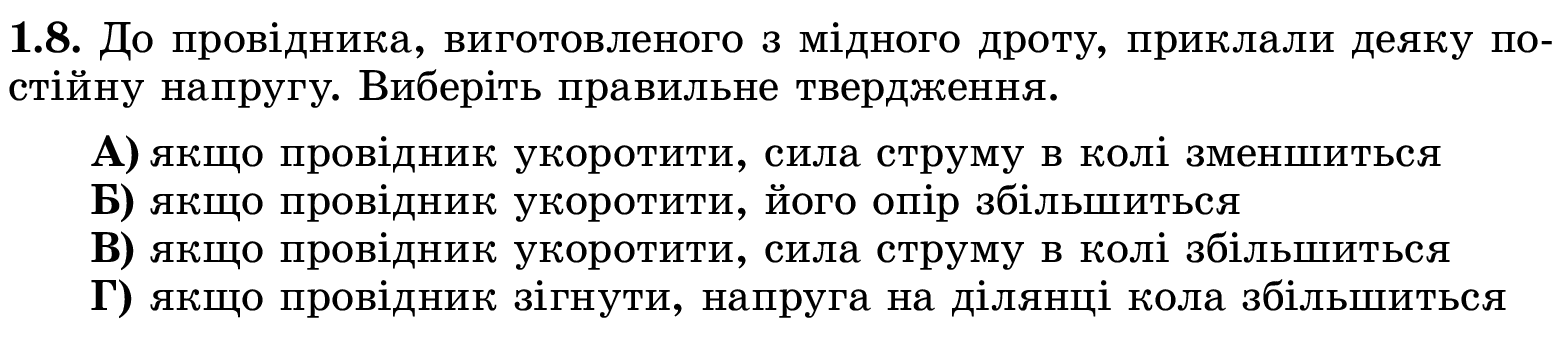 1.8. До провідника, виготовленого з мідного дроту, приклали деяку по-
стійну напругу. Виберіть правильне твердження.
А) якщо провідник укоротити, сила струму в колі зменшиться
Б) якщо провідник укоротити, його опір збільшиться
В) якщо провідник укоротити, сила струму в колі збільшиться
Г) якщо провідник зігнути, напруга на ділянці кола збільшиться